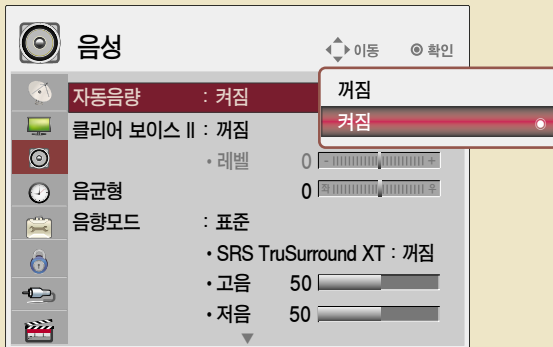 음성
이동 ◉ 확인
자동음량 : 켜짐
꺼짐
켜짐
클리어 보이스 II : 꺼짐
• 레벨 0 - +
음균형 0 좌 우
음향모드 : 표준
• SRS TruSurround XT : 꺼짐
• 고음 50
• 저음 50